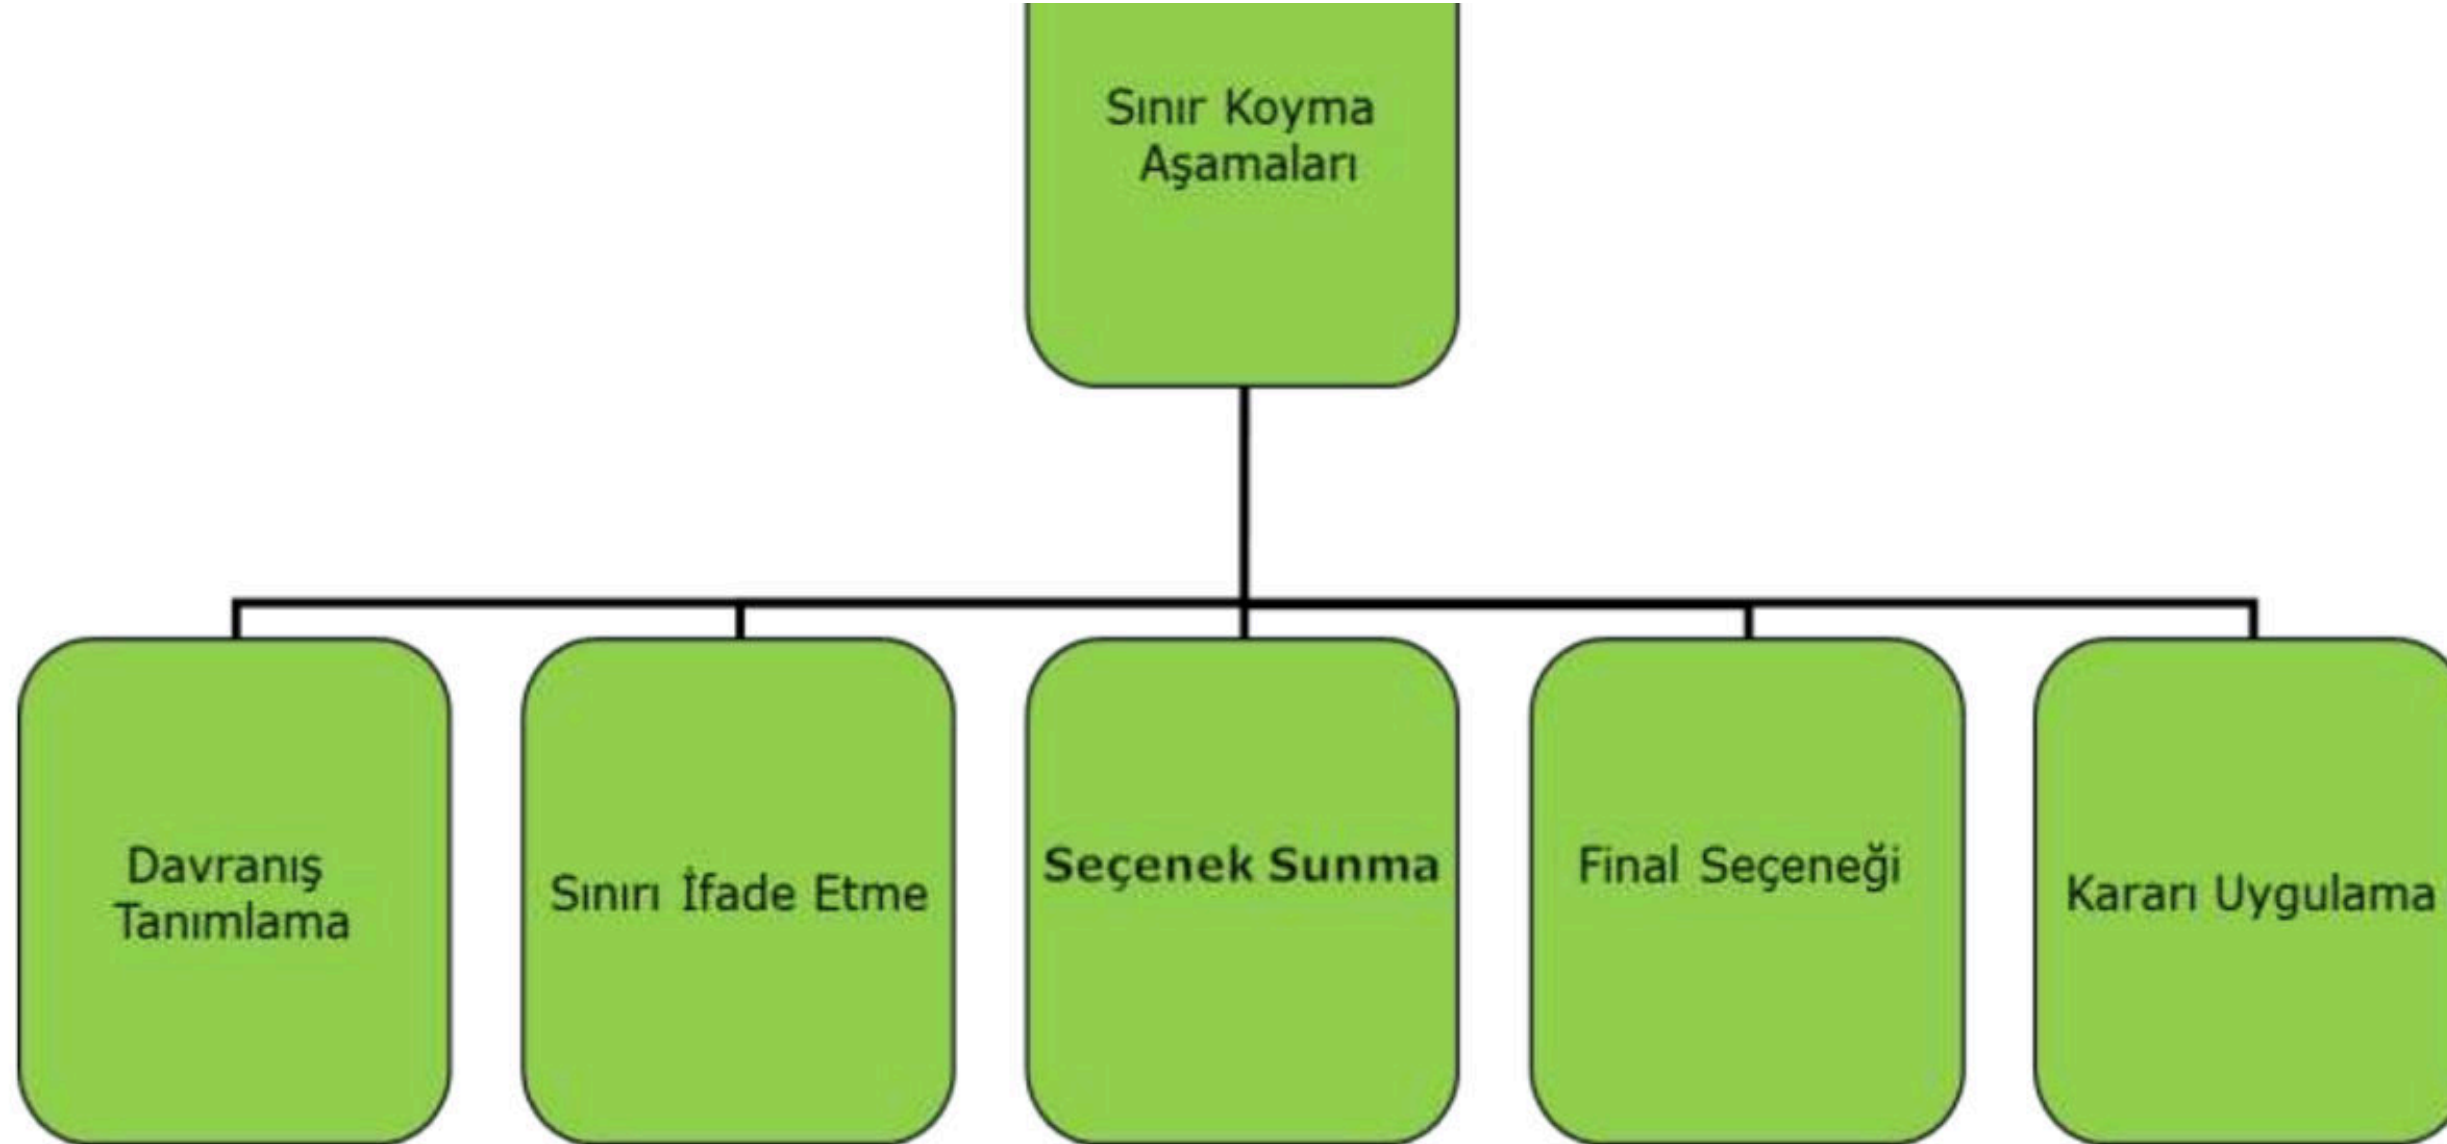 Sınır Koyma
Aşamaları
Davranış
Tanımlama
Sınırı İfade Etme
Seçenek Sunma
Final Seçeneği
Kararı Uygulama